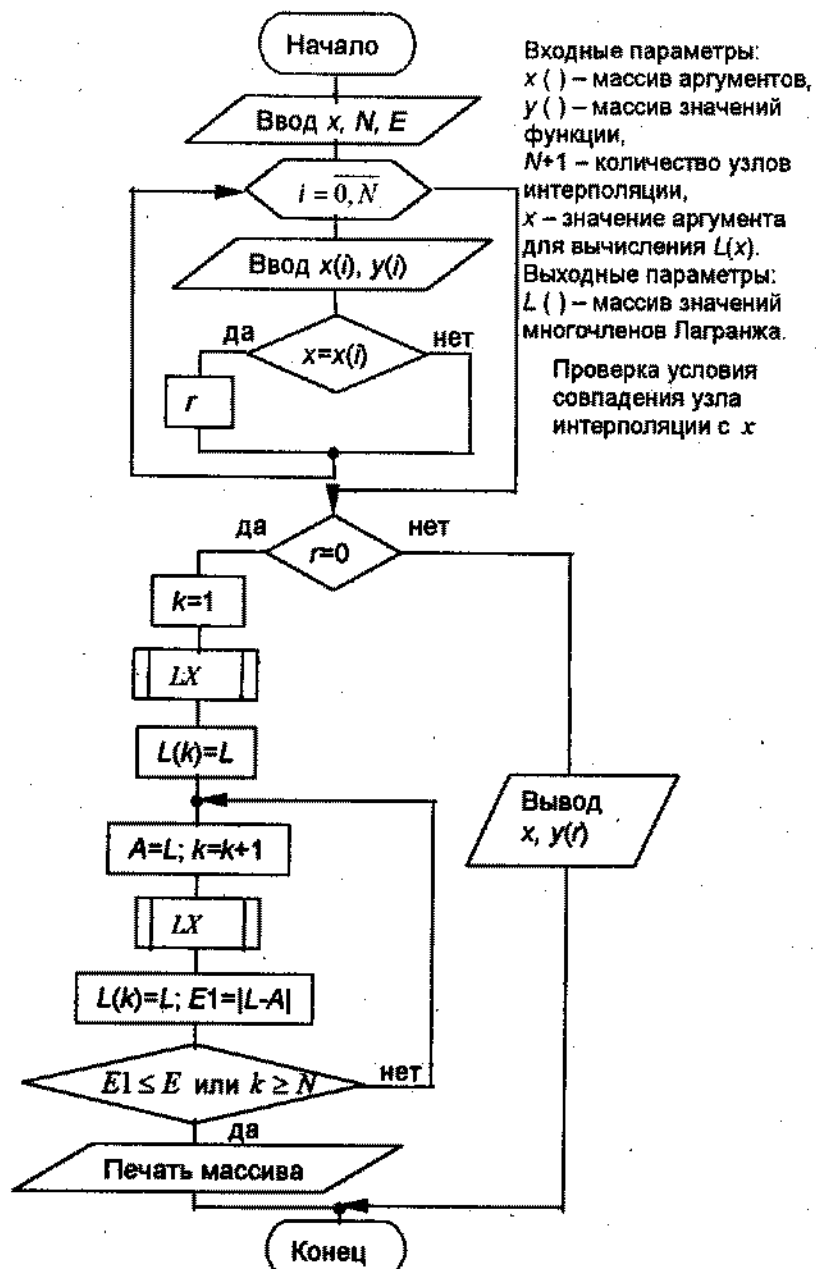 Начало
Ввод x, N, E
i = 0, N
Ввод x(i), y(i)
да
нет
x=x(i)
r
Входные параметры:
x ( ) – массив аргументов,
y ( ) – массив значений
функции,
N+1 – количество узлов
интерполяции,
x – значение аргумента
для вычисления L(x).
Выходные параметры:
L ( ) – массив значений
многочленов Лагранжа.
Проверка условия
совпадения узла
интерполяции с x
да
нет
r=0
k=1
LX
L(k)=L
A=L; k=k+1
LX
L(k)=L; E1=|L-A|
E1 ≤ E или k ≥ N
нет
да
Печать массива
Вывод
x, y(r)
Конец